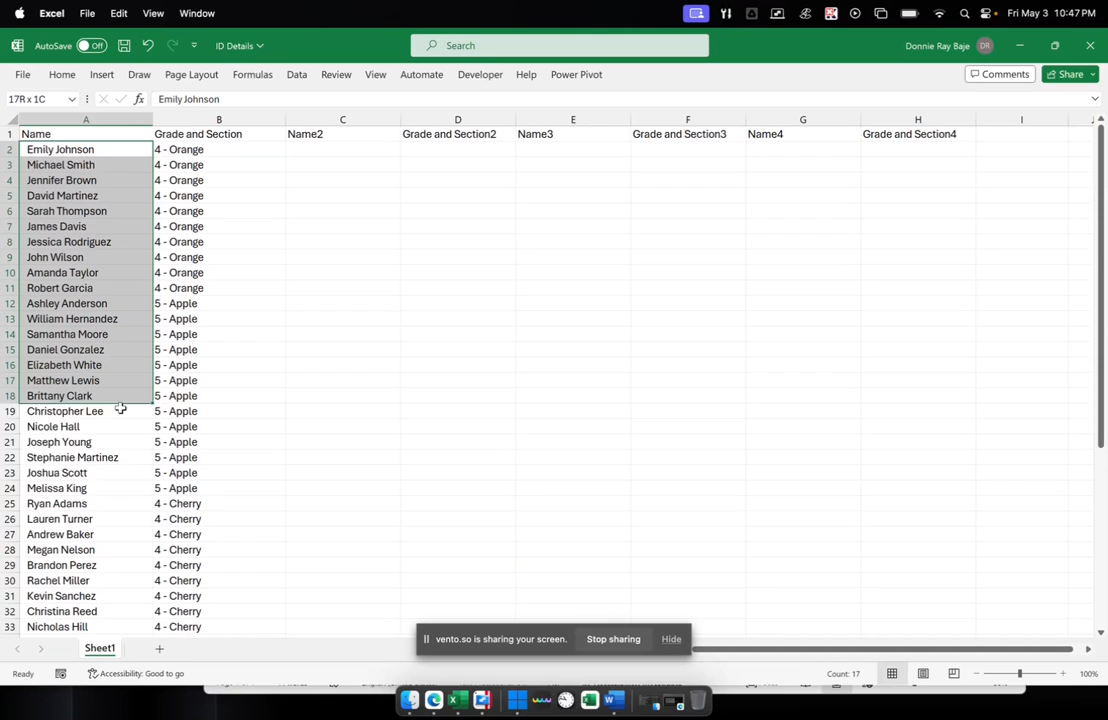 Excel File Edit View Window Fri May 3 10:47 PM
AutoSave Off ID Details Search Donnie Ray Baje DR
File Home Insert Draw Page Layout Formulas Data Review View Automate Developer Help Power Pivot Comments Share
17R x 1C fx Emily Johnson
A B C D E F G H I
1 Name Grade and Section Name2 Grade and Section2 Name3 Grade and Section3 Name4 Grade and Section4
2 Emily Johnson 4 - Orange
3 Michael Smith 4 - Orange
4 Jennifer Brown 4 - Orange
5 David Martinez 4 - Orange
6 Sarah Thompson 4 - Orange
7 James Davis 4 - Orange
8 Jessica Rodriguez 4 - Orange
9 John Wilson 4 - Orange
10 Amanda Taylor 4 - Orange
11 Robert Garcia 4 - Orange
12 Ashley Anderson 5 - Apple
13 William Hernandez 5 - Apple
14 Samantha Moore 5 - Apple
15 Daniel Gonzalez 5 - Apple
16 Elizabeth White 5 - Apple
17 Matthew Lewis 5 - Apple
18 Brittany Clark 5 - Apple
19 Christopher Lee 5 - Apple
20 Nicole Hall 5 - Apple
21 Joseph Young 5 - Apple
22 Stephanie Martinez 5 - Apple
23 Joshua Scott 5 - Apple
24 Melissa King 5 - Apple
25 Ryan Adams 4 - Cherry
26 Lauren Turner 4 - Cherry
27 Andrew Baker 4 - Cherry
28 Megan Nelson 4 - Cherry
29 Brandon Perez 4 - Cherry
30 Rachel Miller 4 - Cherry
31 Kevin Sanchez 4 - Cherry
32 Christina Reed 4 - Cherry
33 Nicholas Hill 4 - Cherry
vento.so is sharing your screen. Stop sharing Hide
Sheet1
Ready Accessibility: Good to go Count: 17 100%